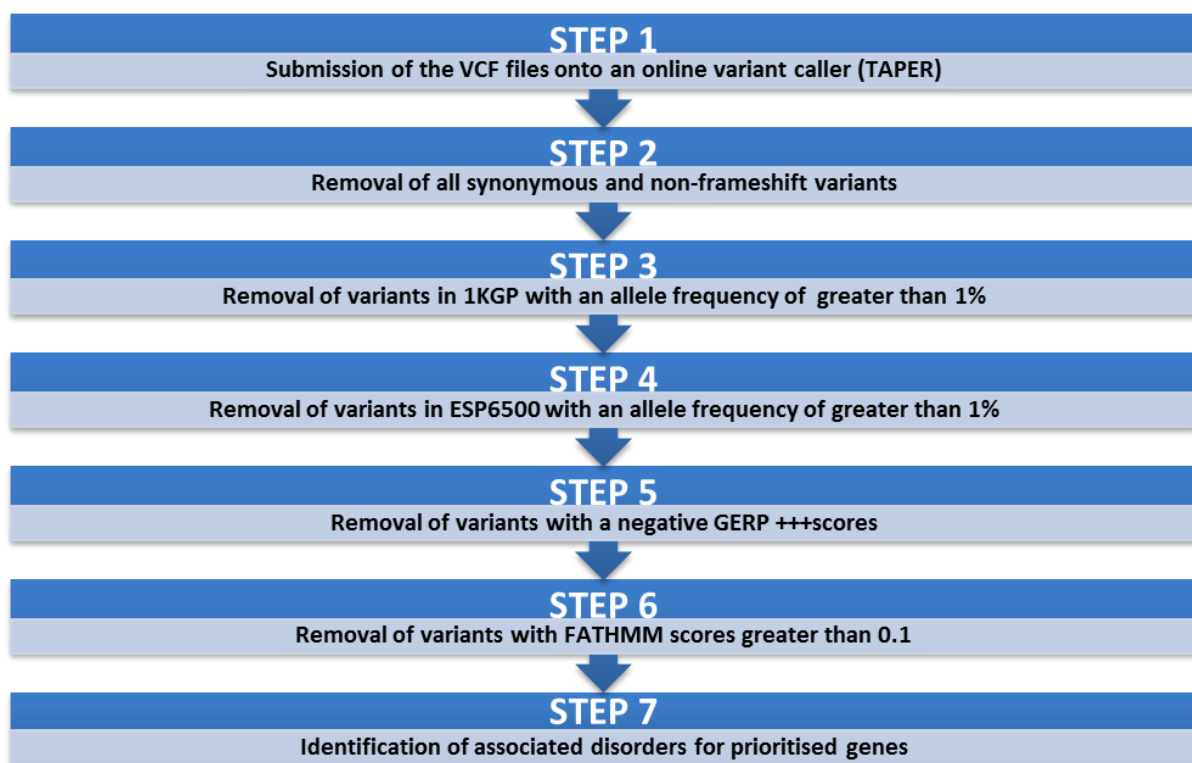 STEP 1
Submission of the VCF files onto an online variant caller (TAPER)
STEP 2
Removal of all synonymous and non-frameshift variants
STEP 3
Removal of variants in 1KGP with an allele frequency of greater than 1%
STEP 4
Removal of variants in ESP6500 with an allele frequency of greater than 1%
STEP 5
Removal of variants with a negative GERP +++scores
STEP 6
Removal of variants with FATHMM scores greater than 0.1
STEP 7
Identification of associated disorders for prioritised genes